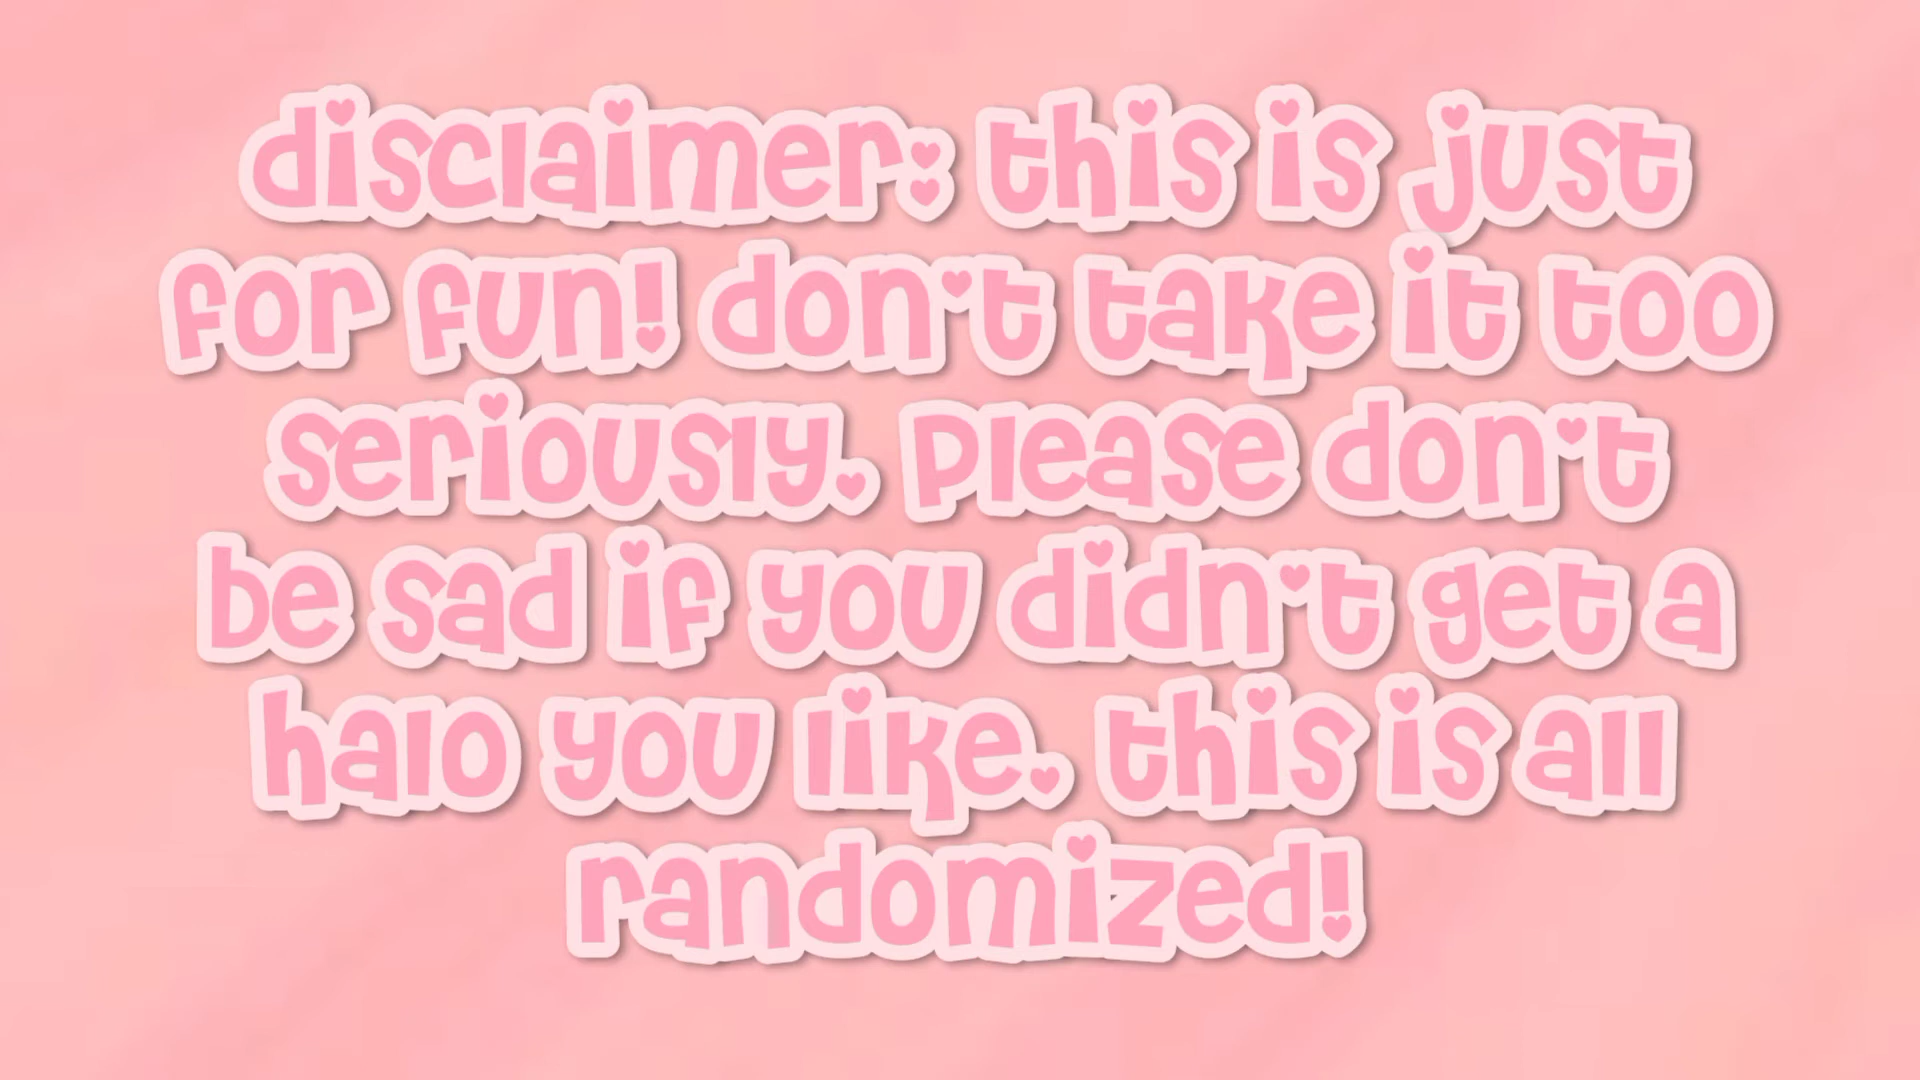 disclaimer: this is just
for fun! don't take it too
seriously. please don't
be sad if you didn't get a
halo you like. this is all
randomized!